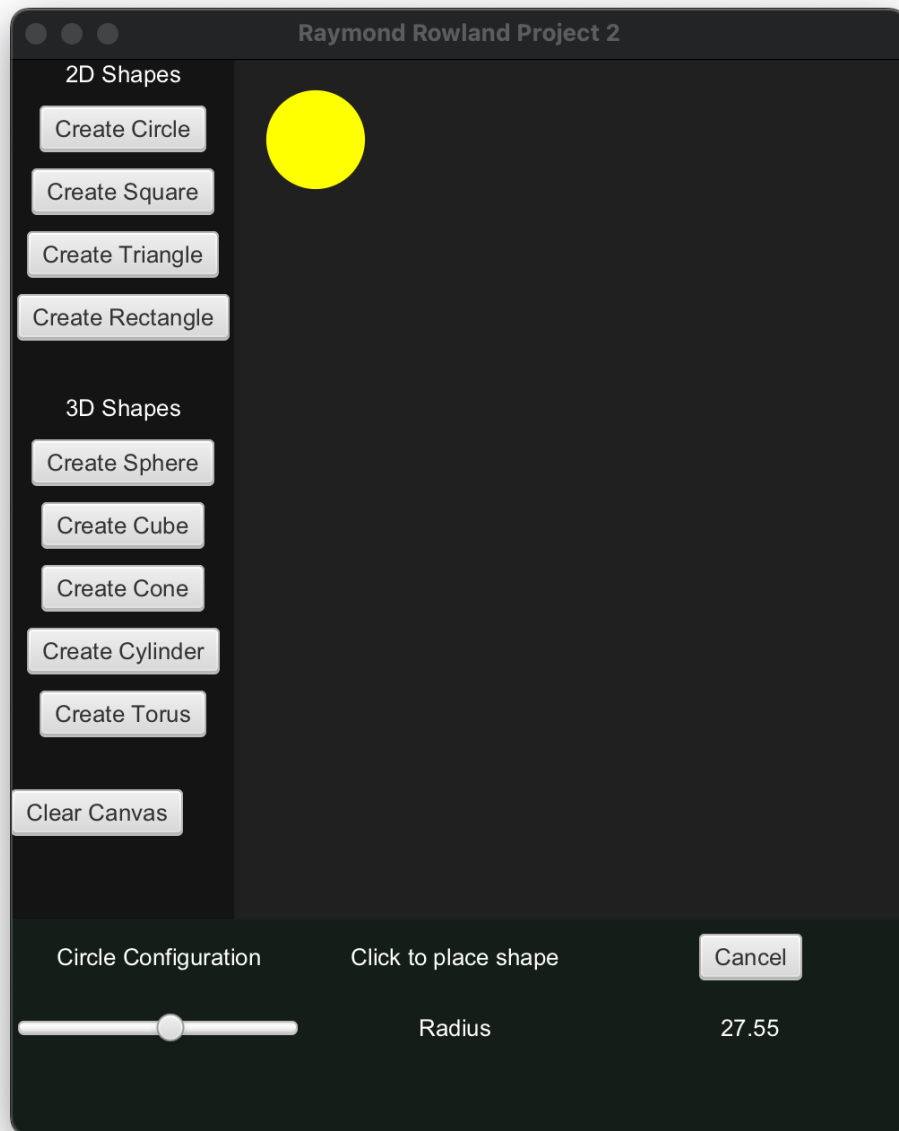 Raymond Rowland Project 2
2D Shapes
Create Circle
Create Square
Create Triangle
Create Rectangle
3D Shapes
Create Sphere
Create Cube
Create Cone
Create Cylinder
Create Torus
Clear Canvas
Circle Configuration Click to place shape Cancel
Radius 27.55